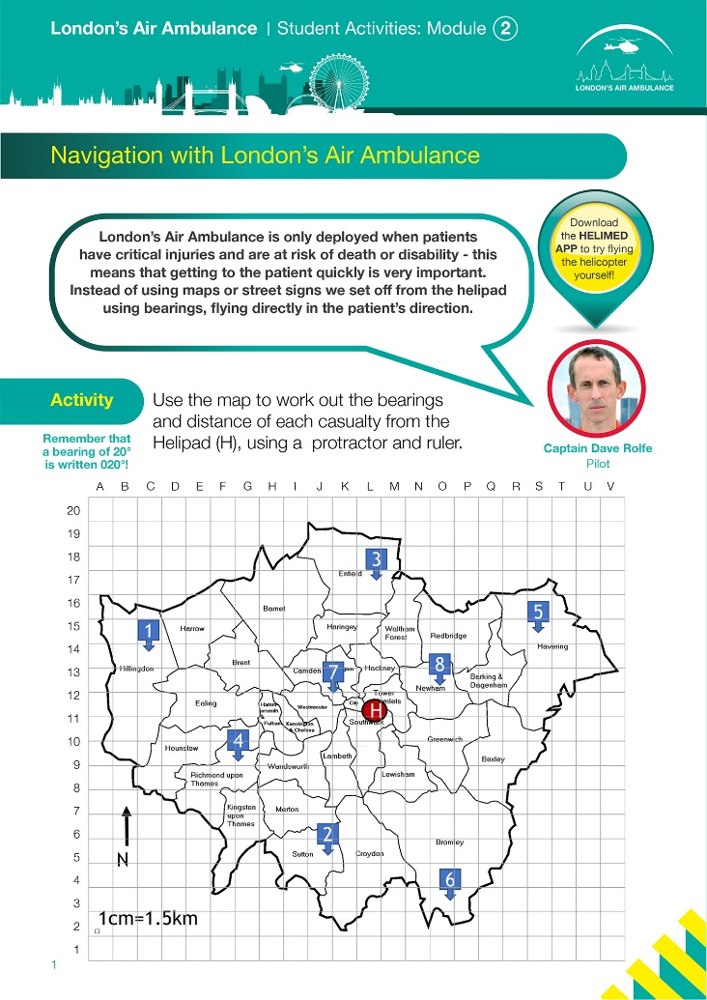 London's Air Ambulance | Student Activities: Module 2
LONDON'S AIR AMBULANCE
Navigation with London's Air Ambulance
London's Air Ambulance is only deployed when patients
have critical injuries and are at risk of death or disability - this
means that getting to the patient quickly is very important.
Instead of using maps or street signs we set off from the helipad
using bearings, flying directly in the patient's direction.
Download
the HELIMED
APP to try flying
the helicopter
yourself!
Activity
Remember that
a bearing of 20°
is written 020°!
Use the map to work out the bearings
and distance of each casualty from the
Helipad (H), using a protractor and ruler.
Captain Dave Rolfe
Pilot
A B C D E F G H I J K L M N O P Q R S T U V
20
19
18
17
16
15
14
13
12
11
10
9
8
7
6
5
4
3
2
1
3
Enfield
5
Barnet
1
Harrow
Haringey
Waltham
Forest
Redbridge
Havering
Hillingdon
Brent
Camden
7
Hackney
8
Newham
Barking &
Dagenham
Ealing
Hamm-
ersmith
&
Fulham
Kensington
& Chelsea
Westminster
City
Tower
Hamlets
H
Southwark
4
Hounslow
Greenwich
Bexley
Lambeth
Wandsworth
Lewisham
Richmond upon
Thames
Kingston
upon
Thames
Merton
2
Sutton
Croydon
Bromley
6
N
1cm=1.5km
1